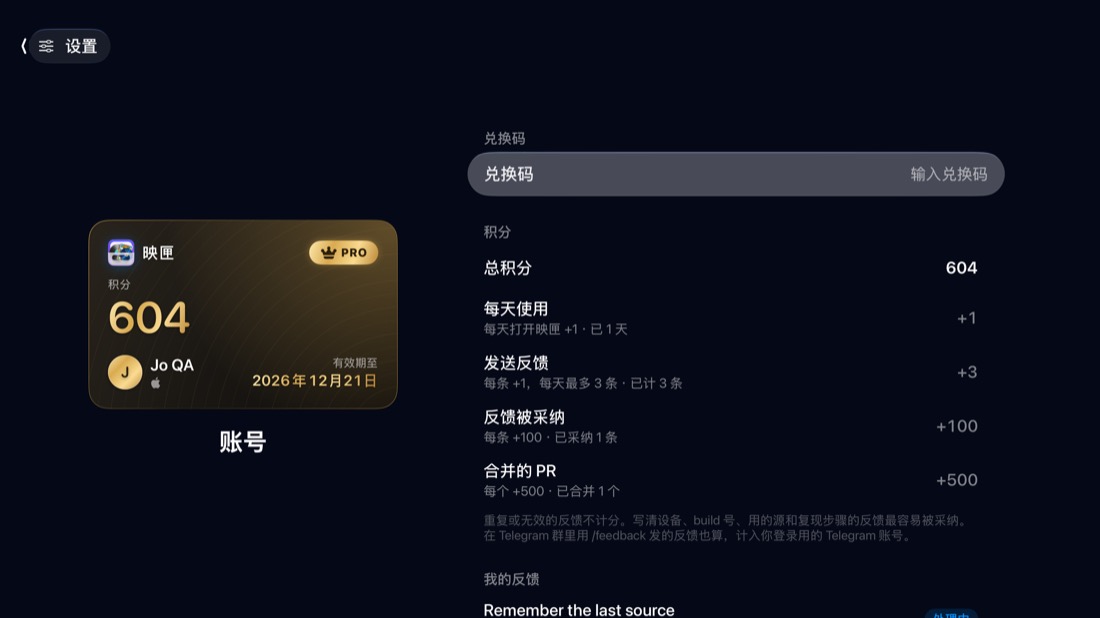 设置
映匣
PRO
积分
604
J
Jo QA
有效期至
2026年12月21日
账号
兑换码
兑换码
输入兑换码
积分
总积分
604
每天使用
每天打开映匣 +1 · 已 1 天
+1
发送反馈
每条 +1，每天最多 3 条 · 已计 3 条
+3
反馈被采纳
每条 +100 · 已采纳 1 条
+100
合并的 PR
每个 +500 · 已合并 1 个
+500
重复或无效的反馈不计分。写清设备、build 号、用的源和复现步骤的反馈最容易被采纳。
在 Telegram 群里用 /feedback 发的反馈也算，计入你登录用的 Telegram 账号。
我的反馈
Remember the last source
处理中